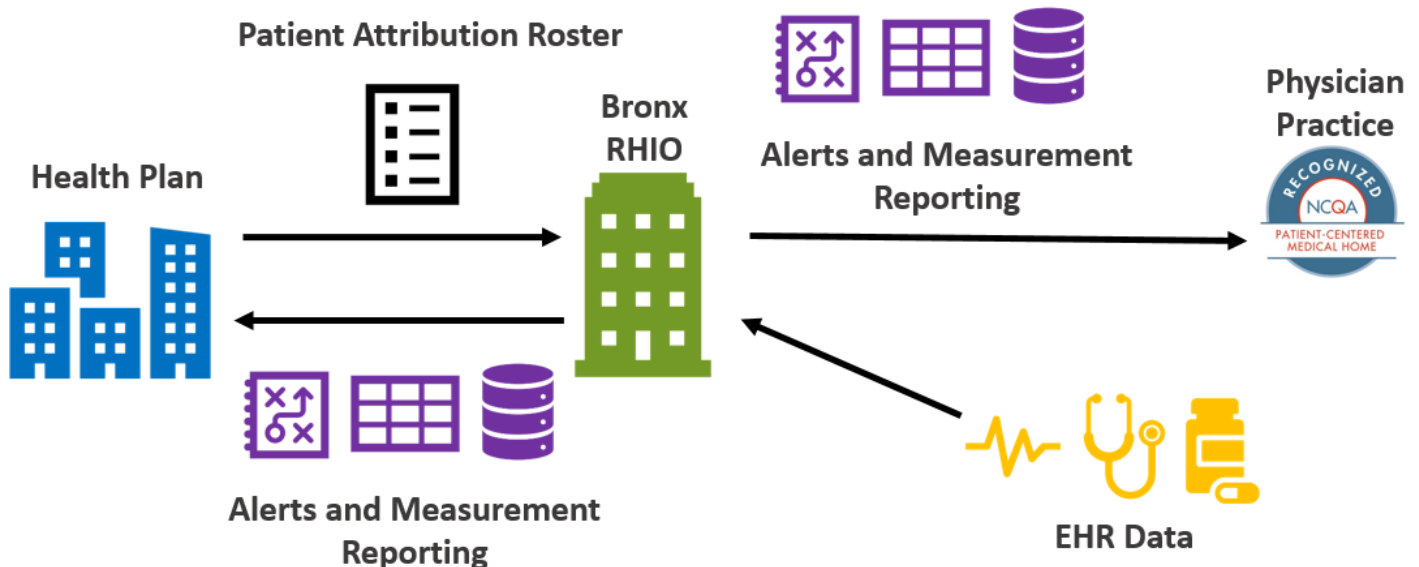 Patient Attribution Roster
Health Plan
Bronx
RHIO
Alerts and Measurement
Reporting
Physician
Practice
RECOGNIZED
NCQA
PATIENT-CENTERED
MEDICAL HOME
Alerts and Measurement
Reporting
EHR Data